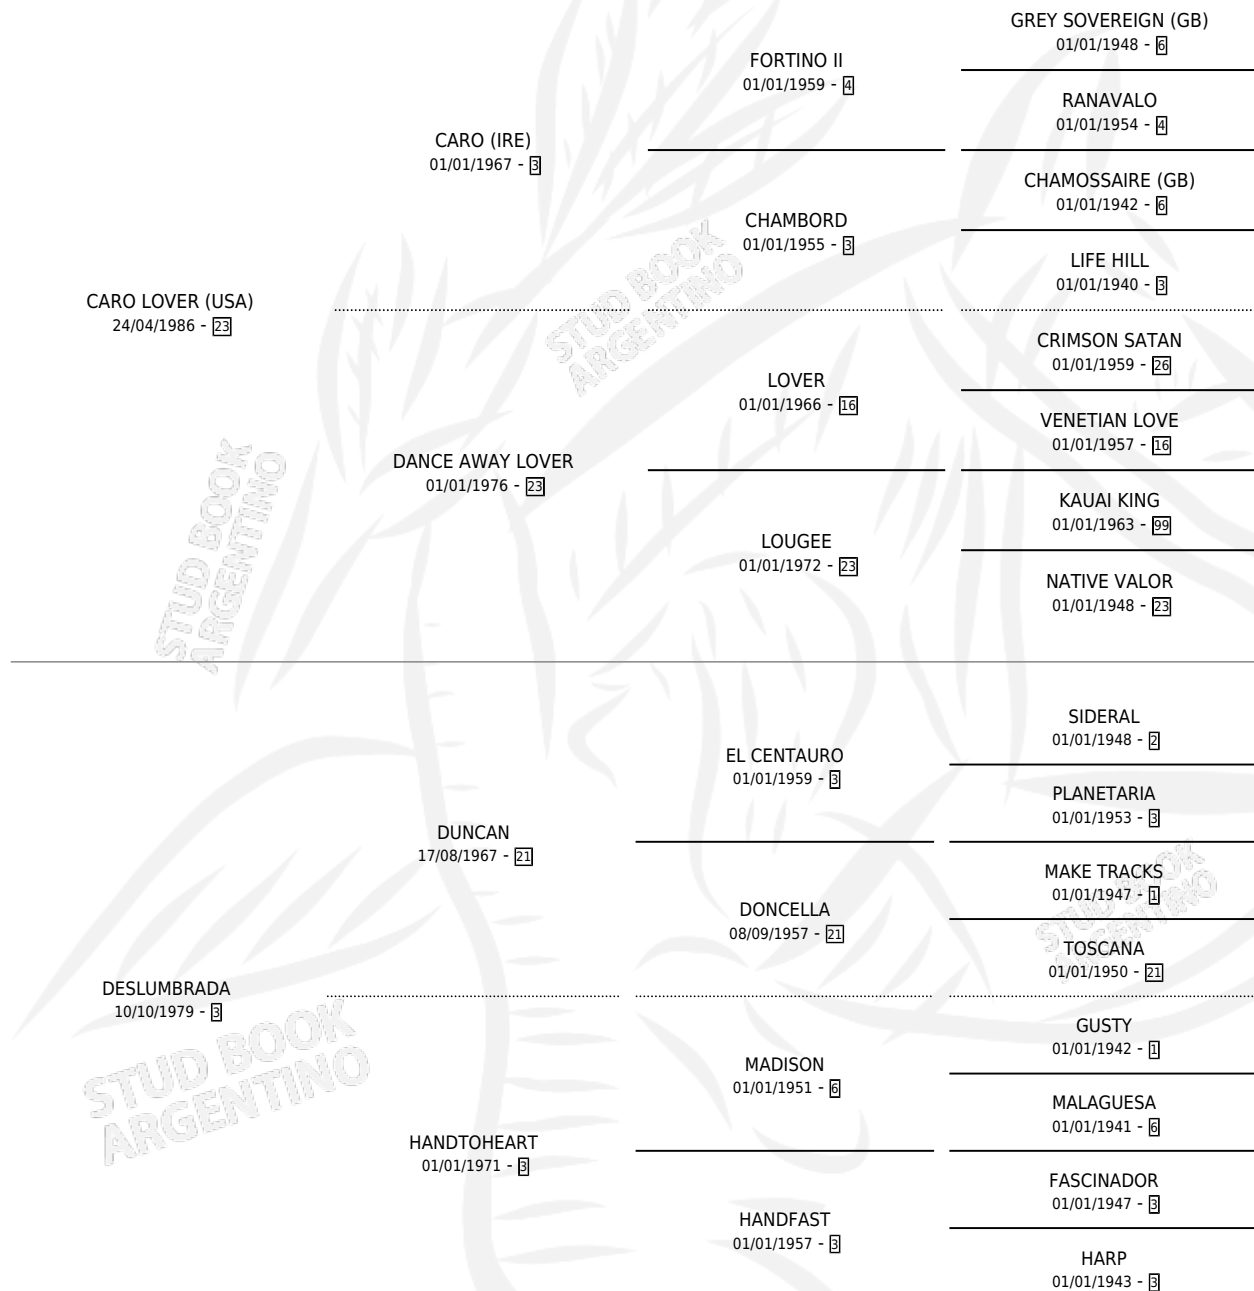 GREY SOVEREIGN (GB)
01/01/1948 - 6
FORTINO II
01/01/1959 - 4
RANAVALO
01/01/1954 - 4
CARO (IRE)
01/01/1967 - 3
CHAMOSSAIRE (GB)
01/01/1942 - 6
CHAMBORD
01/01/1955 - 3
LIFE HILL
01/01/1940 - 3
CARO LOVER (USA)
24/04/1986 - 23
CRIMSON SATAN
01/01/1959 - 26
LOVER
01/01/1966 - 16
VENETIAN LOVE
01/01/1957 - 16
DANCE AWAY LOVER
01/01/1976 - 23
KAUAI KING
01/01/1963 - 99
LOUGEE
01/01/1972 - 23
NATIVE VALOR
01/01/1948 - 23
SIDERAL
01/01/1948 - 2
EL CENTAURO
01/01/1959 - 3
PLANETARIA
01/01/1953 - 3
DUNCAN
17/08/1967 - 21
MAKE TRACKS
01/01/1947 - 1
DONCELLA
08/09/1957 - 21
TOSCANA
01/01/1950 - 21
DESLUMBRADA
10/10/1979 - 3
GUSTY
01/01/1942 - 1
MADISON
01/01/1951 - 6
MALAGUESA
01/01/1941 - 6
HANDTOHEART
01/01/1971 - 3
FASCINADOR
01/01/1947 - 3
HANDFAST
01/01/1957 - 3
HARP
01/01/1943 - 3
STUD BOOK
ARGENTINO
STUD BOOK
ARGENTINO
STUD BOOK
ARGENTINO
STUD BOOK
ARGENTINO